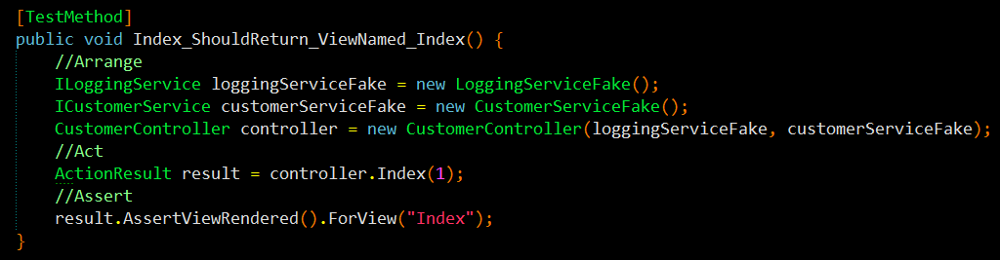 [TestMethod]
public void Index_ShouldReturn_ViewNamed_Index() {
    //Arrange
    ILoggingService loggingServiceFake = new LoggingServiceFake();
    ICustomerService customerServiceFake = new CustomerServiceFake();
    CustomerController controller = new CustomerController(loggingServiceFake, customerServiceFake);
    //Act
    ActionResult result = controller.Index(1);
    //Assert
    result.AssertViewRendered().ForView("Index");
}